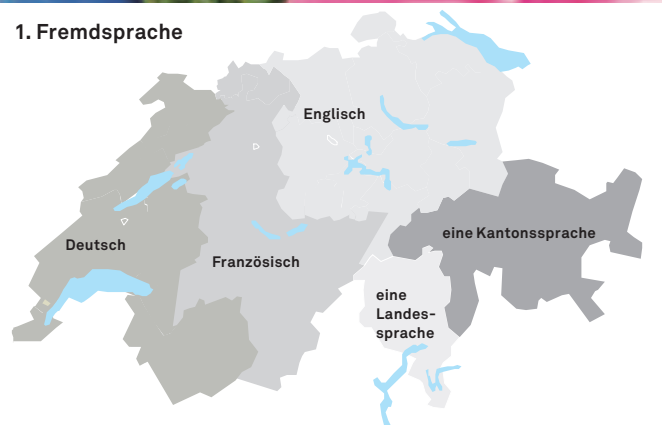 1. Fremdsprache
Englisch
Deutsch
Französisch
eine Kantonssprache
eine
Landes-
sprache